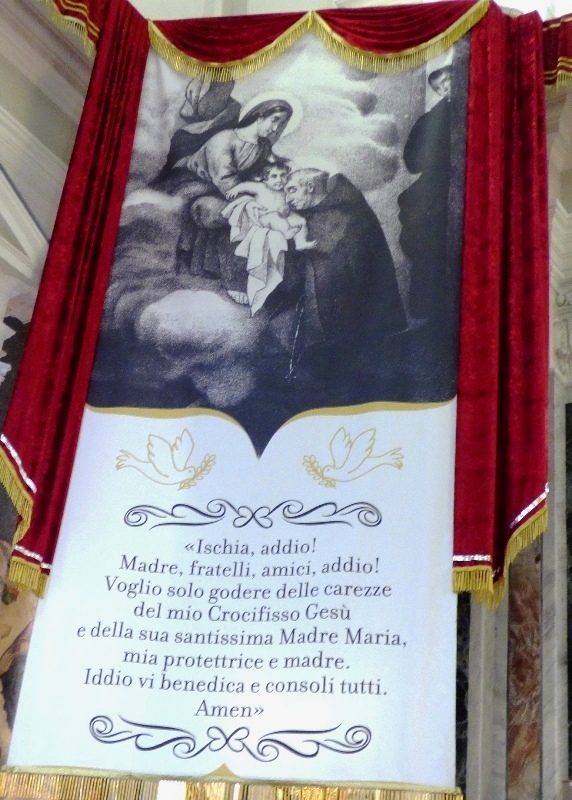 «Ischia, addio!
Madre, fratelli, amici, addio!
Voglio solo godere delle carezze
del mio Crocifisso Gesù
e della sua santissima Madre Maria,
mia protettrice e madre.
Iddio vi benedica e consoli tutti.
Amen»